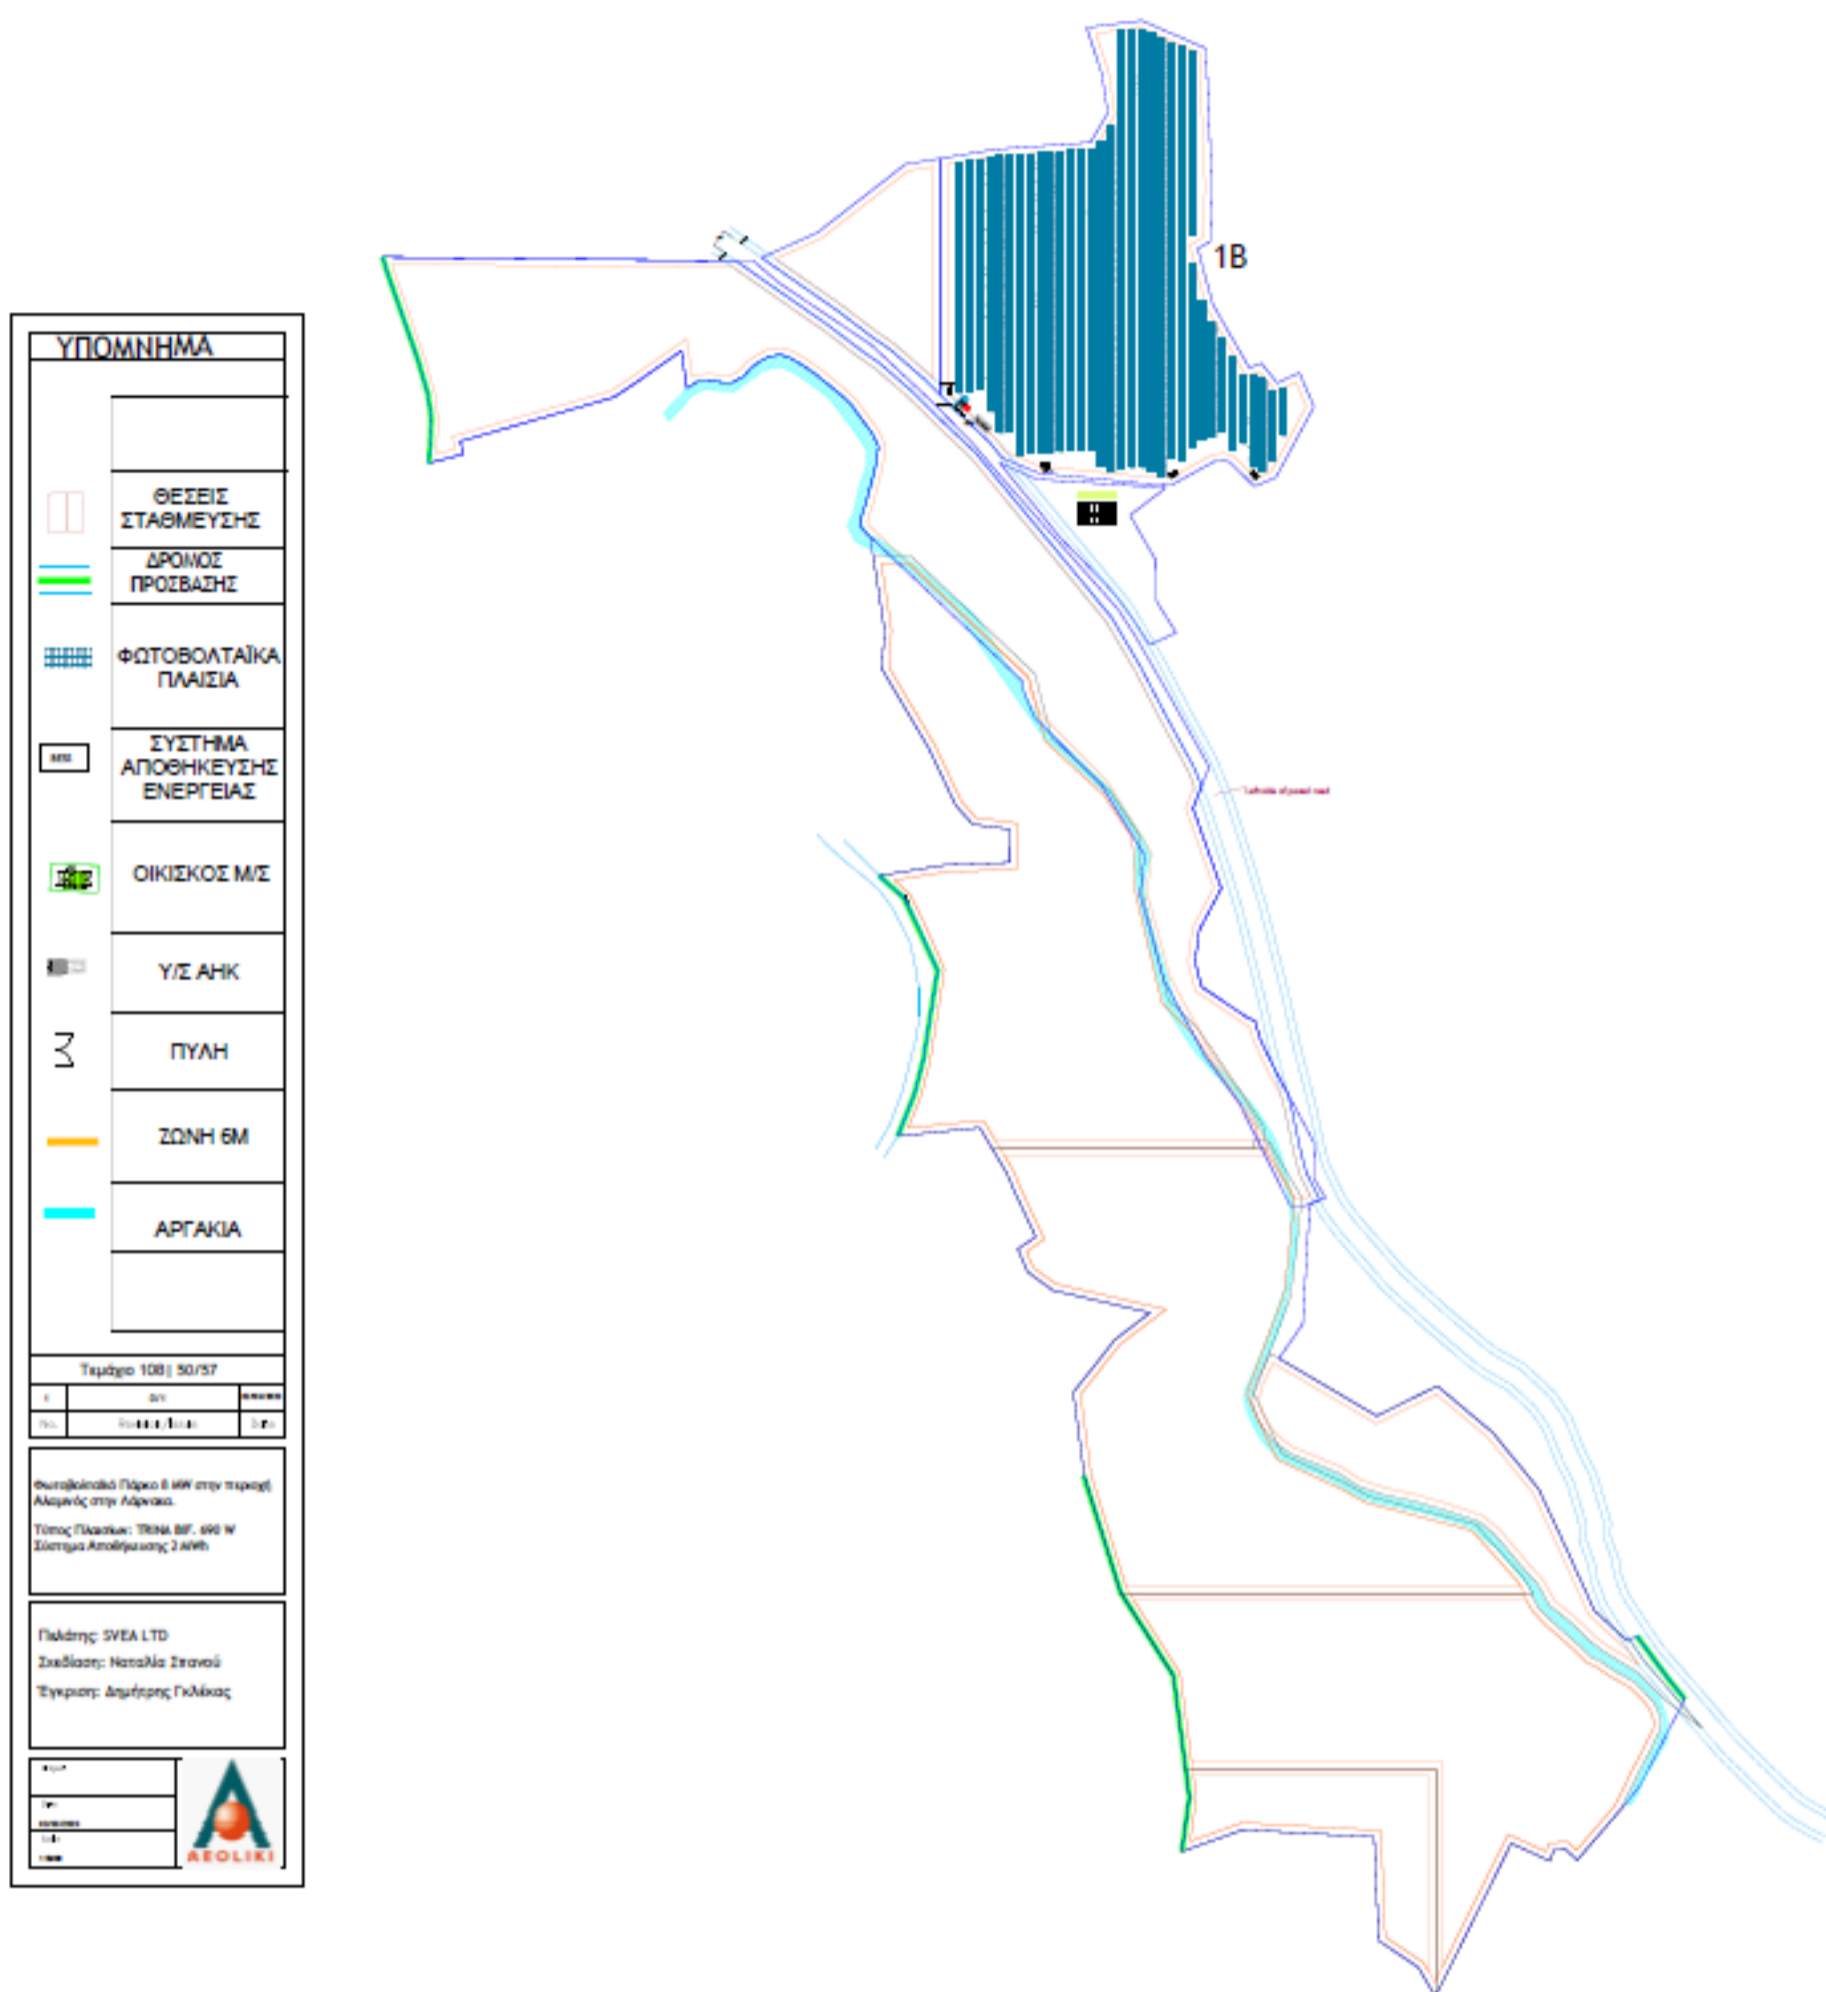 ΥΠΟΜΝΗΜΑ
ΘΕΣΕΙΣ
ΣΤΑΘΜΕΥΣΗΣ
ΔΡΟΜΟΣ
ΠΡΟΣΒΑΣΗΣ
ΦΩΤΟΒΟΛΤΑΪΚΑ
ΠΛΑΙΣΙΑ
ΣΥΣΤΗΜΑ
ΑΠΟΘΗΚΕΥΣΗΣ
ΕΝΕΡΓΕΙΑΣ
ΟΙΚΙΣΚΟΣ Μ/Σ
Υ/Σ ΑΗΚ
ΠΥΛΗ
ΖΩΝΗ 6Μ
ΑΡΓΑΚΙΑ
Τεμάχιο 108| 50/57
Φωτοβολταϊκό Πάρκο 8 MW στην περιοχή
Αλαμινός στην Λάρνακα.
Τύπος Πλαισίων: TRINA BIF. 690 W
Σύστημα Αποθήκευσης 2 MWh
Πελάτης: SVEA LTD
Σχεδίαση: Ναταλία Σπανού
Έγκριση: Δημήτρης Γκλέκας
AEOLIKI
1B